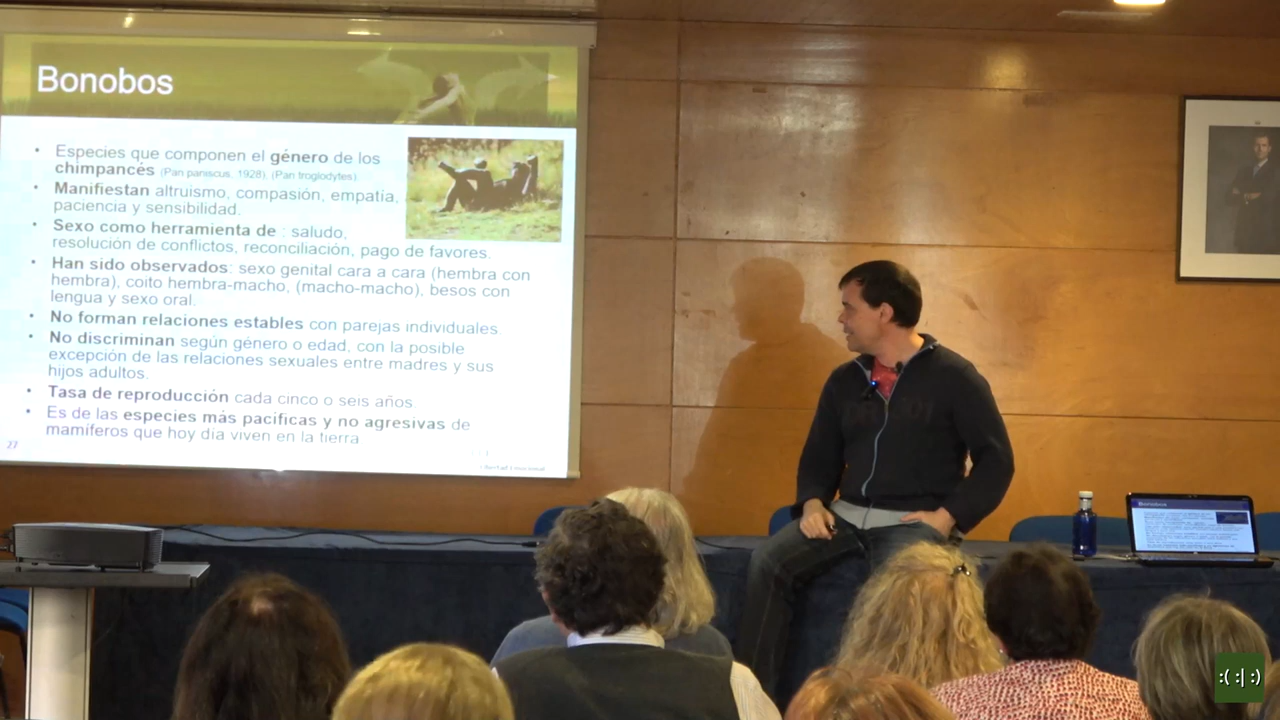 Bonobos
• Especies que componen el género de los
chimpancés (Pan paniscus, 1928), (Pan troglodytes)
• Manifiestan altruismo, compasión, empatía,
paciencia y sensibilidad.
• Sexo como herramienta de : saludo,
resolución de conflictos, reconciliación, pago de favores.
• Han sido observados: sexo genital cara a cara (hembra con
hembra), coito hembra-macho, (macho-macho), besos con
lengua y sexo oral.
• No forman relaciones estables con parejas individuales.
• No discriminan según género o edad, con la posible
excepción de las relaciones sexuales entre madres y sus
hijos adultos.
• Tasa de reproducción cada cinco o seis años.
• Es de las especies más pacificas y no agresivas de
mamíferos que hoy día viven en la tierra
27
Libertad Emocional
Bonobos
:( :| :)